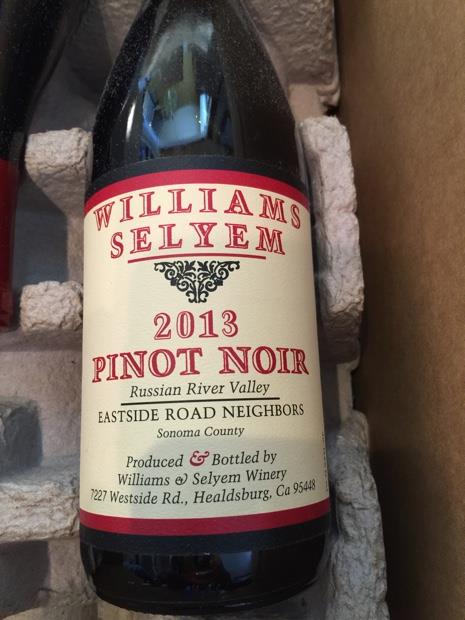 WILLIAMS
SELYEM
2013
PINOT NOIR
Russian River Valley
EASTSIDE ROAD NEIGHBORS
Sonoma County
Produced & Bottled by
Williams & Selyem Winery
7227 Westside Rd., Healdsburg, Ca 95448